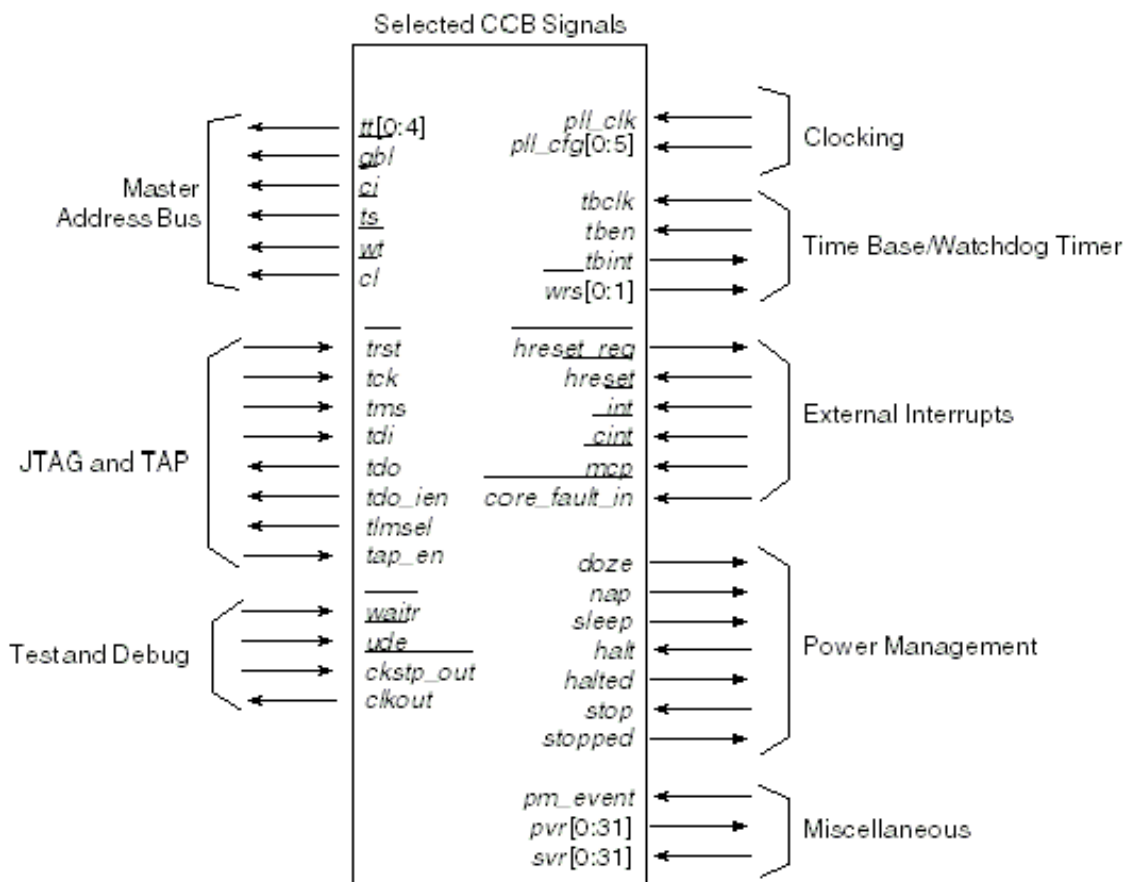 Selected CCB Signals
Master
Address Bus
tt[0:4]
gbl
ci
ts
wt
cl
JTAG and TAP
trst
tck
tms
tdi
tdo
tdo_ien
tlmsel
tap_en
Test and Debug
waitr
ude
ckstp_out
clkout
pll_clk
pll_cfg[0:5]
Clocking
tbclk
tben
tbint
wrs[0:1]
Time Base/Watchdog Timer
hreset_req
hreset
int
cint
mcp
core_fault_in
External Interrupts
doze
nap
sleep
halt
halted
stop
stopped
Power Management
pm_event
pvr[0:31]
svr[0:31]
Miscellaneous